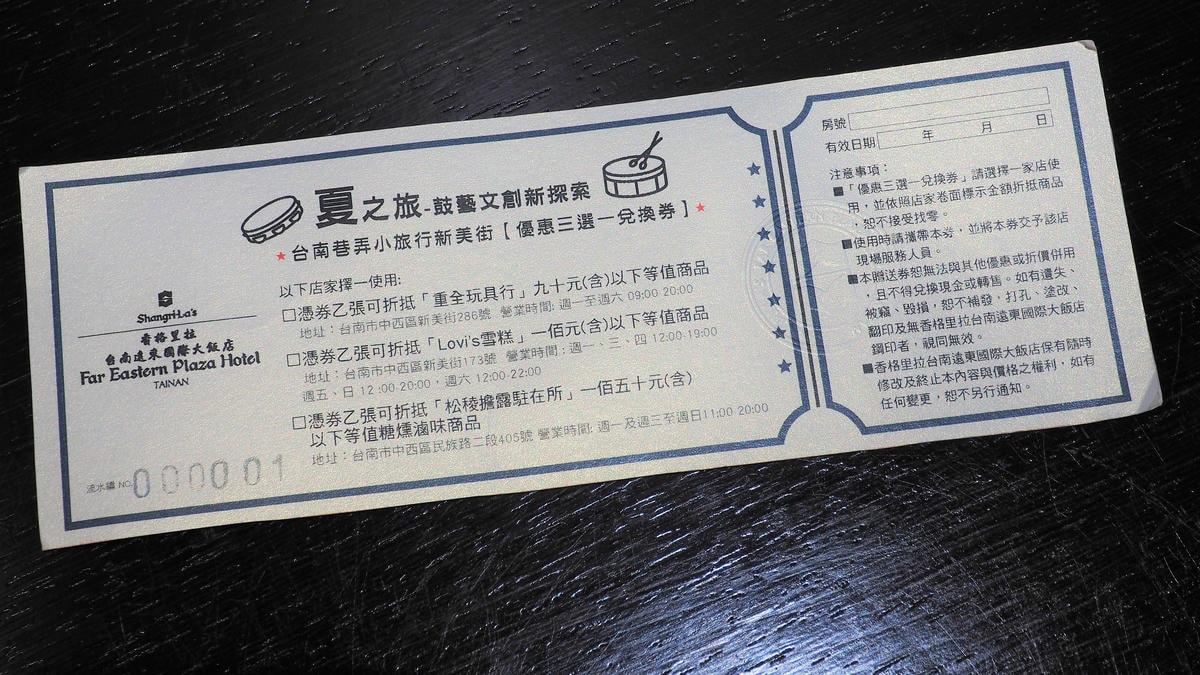 夏之旅-鼓藝文創新探索
台南巷弄小旅行新美街【優惠三選一兌換券】
Shangri-La's
香格里拉
台南遠東國際大飯店
Far Eastern Plaza Hotel
TAINAN
流水編 NO.
000001
以下店家擇一使用:
□憑券乙張可折抵「重全玩具行」九十元(含)以下等值商品
地址：台南市中西區新美街286號 營業時間: 週一至週六 09:00-20:00
□憑券乙張可折抵「Lovi's雪糕」一佰元(含)以下等值商品
地址：台南市中西區新美街173號 營業時間：週一、三、四 12:00-19:00
週五、日 12:00-20:00，週六 12:00-22:00
□憑券乙張可折抵「松稜擔露駐在所」一佰五十元(含)
以下等值糖燻滷味商品
地址：台南市中西區民族路二段405號 營業時間: 週一及週三至週日11:00-20:00
房號
有效日期 年 月 日
注意事項：
■「優惠三選一兌換券」請選擇一家店使
用，並依照店家卷面標示金額折抵商品
，恕不接受找零。
■使用時請攜帶本券，並將本券交予該店
現場服務人員。
■本贈送券恕無法與其他優惠或折價併用
，且不得兌換現金或轉售。如有遺失、
被竊、毀損，恕不補發，打孔、塗改、
翻印及無香格里拉台南遠東國際大飯店
鋼印者，視同無效。
■香格里拉台南遠東國際大飯店保有隨時
修改及終止本內容與價格之權利，如有
任何變更，恕不另行通知。